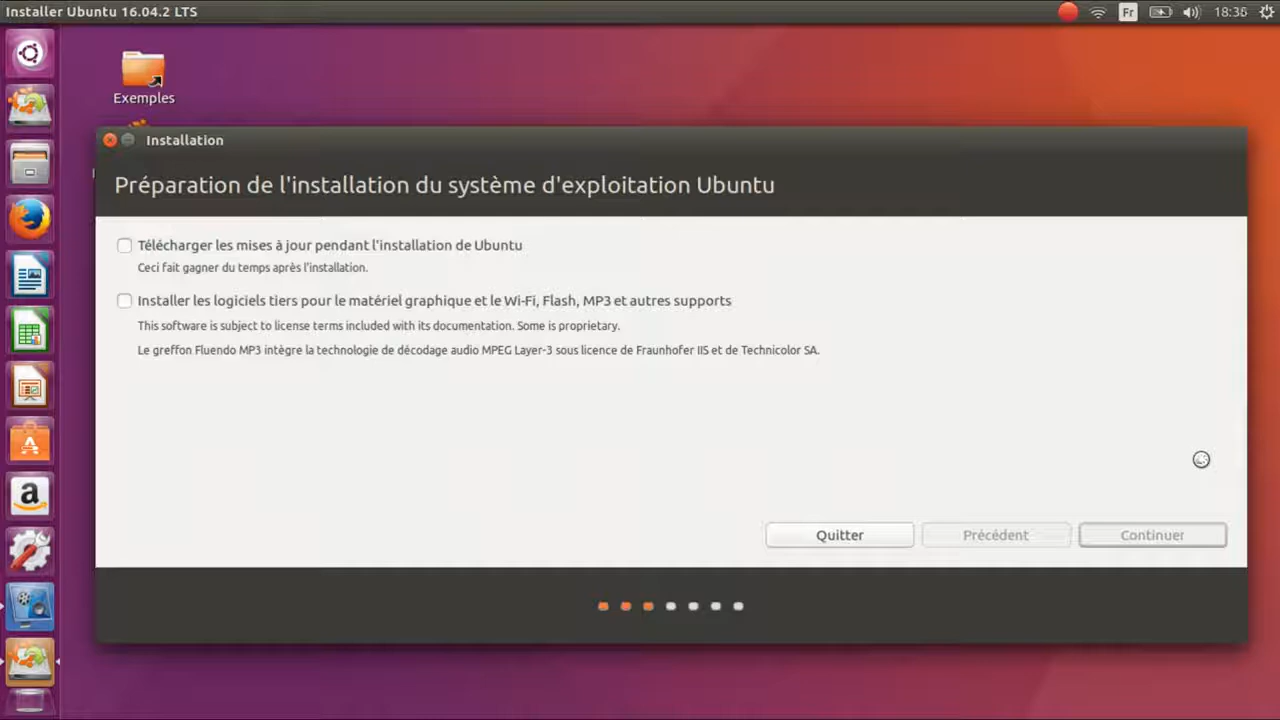 Installer Ubuntu 16.04.2 LTS
Fr
18:36
Exemples
Installation
Préparation de l'installation du système d'exploitation Ubuntu
Télécharger les mises à jour pendant l'installation de Ubuntu
Ceci fait gagner du temps après l'installation.
Installer les logiciels tiers pour le matériel graphique et le Wi-Fi, Flash, MP3 et autres supports
This software is subject to license terms included with its documentation. Some is proprietary.
Le greffon Fluendo MP3 intègre la technologie de décodage audio MPEG Layer-3 sous licence de Fraunhofer IIS et de Technicolor SA.
Quitter
Précédent
Continuer